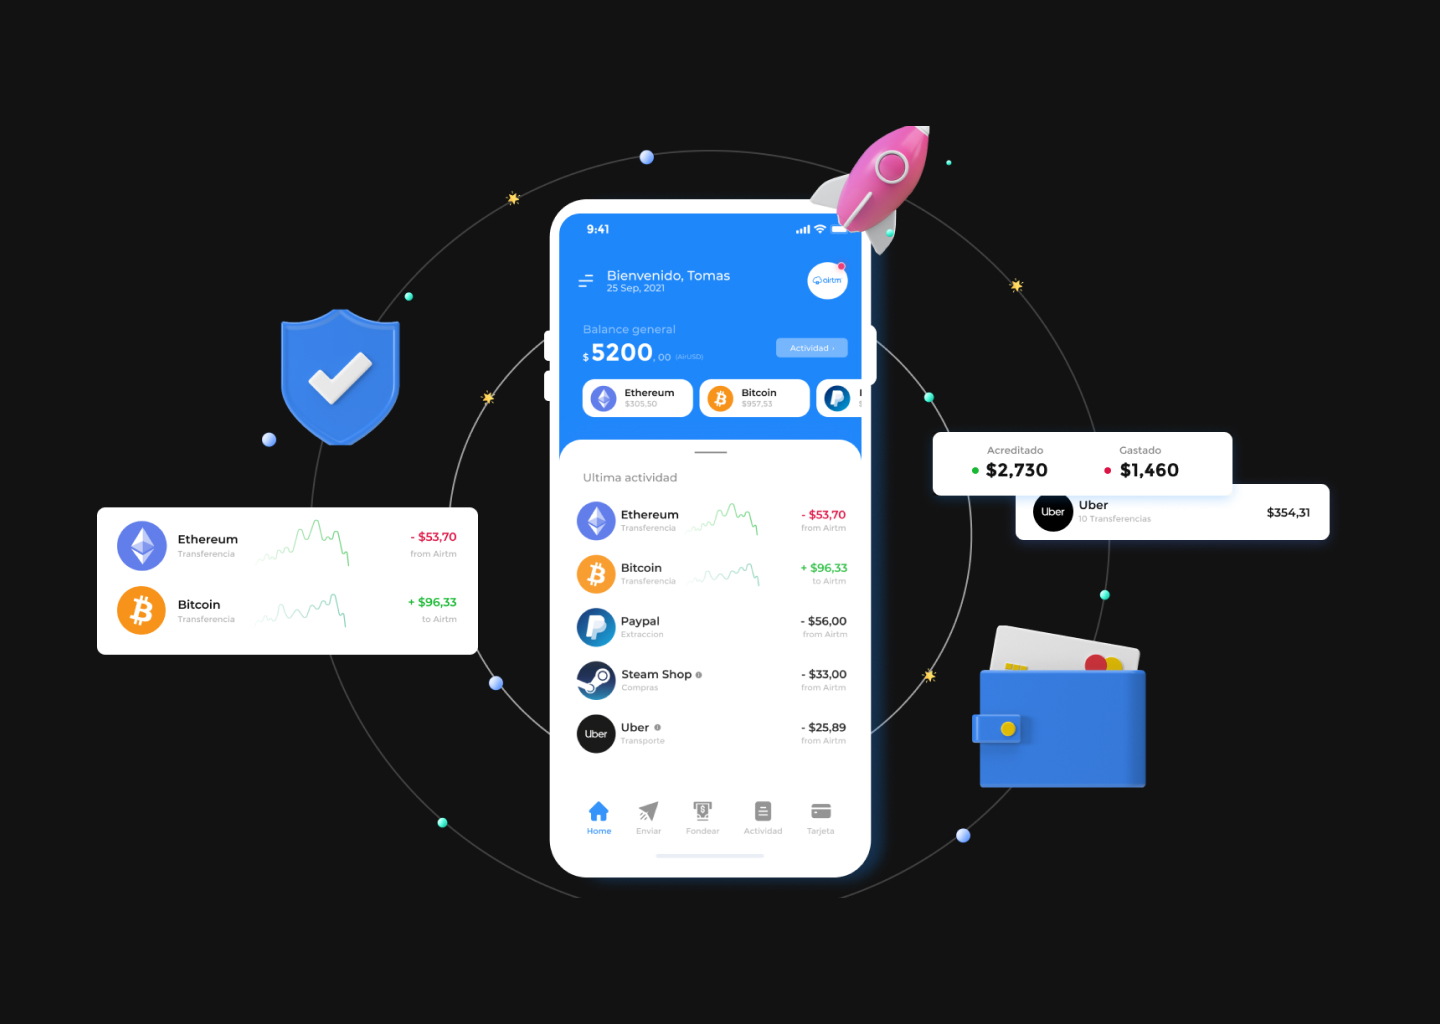 9:41
Bienvenido, Tomas
25 Sep, 2021
airtm
Balance general
$ 5200, 00 (AirUSD)
Actividad ›
Ethereum
$305,50
Bitcoin
$957,53
Ultima actividad
Ethereum
Transferencia
- $53,70
from Airtm
Bitcoin
Transferencia
+ $96,33
to Airtm
Paypal
Extraccion
- $56,00
from Airtm
Steam Shop
Compras
- $33,00
from Airtm
Uber
Uber
Transporte
- $25,89
from Airtm
Home
Enviar
Fondear
Actividad
Tarjeta
Ethereum
Transferencia
- $53,70
from Airtm
Bitcoin
Transferencia
+ $96,33
to Airtm
Acreditado
$2,730
Gastado
$1,460
Uber
Uber
10 Transferencias
$354,31